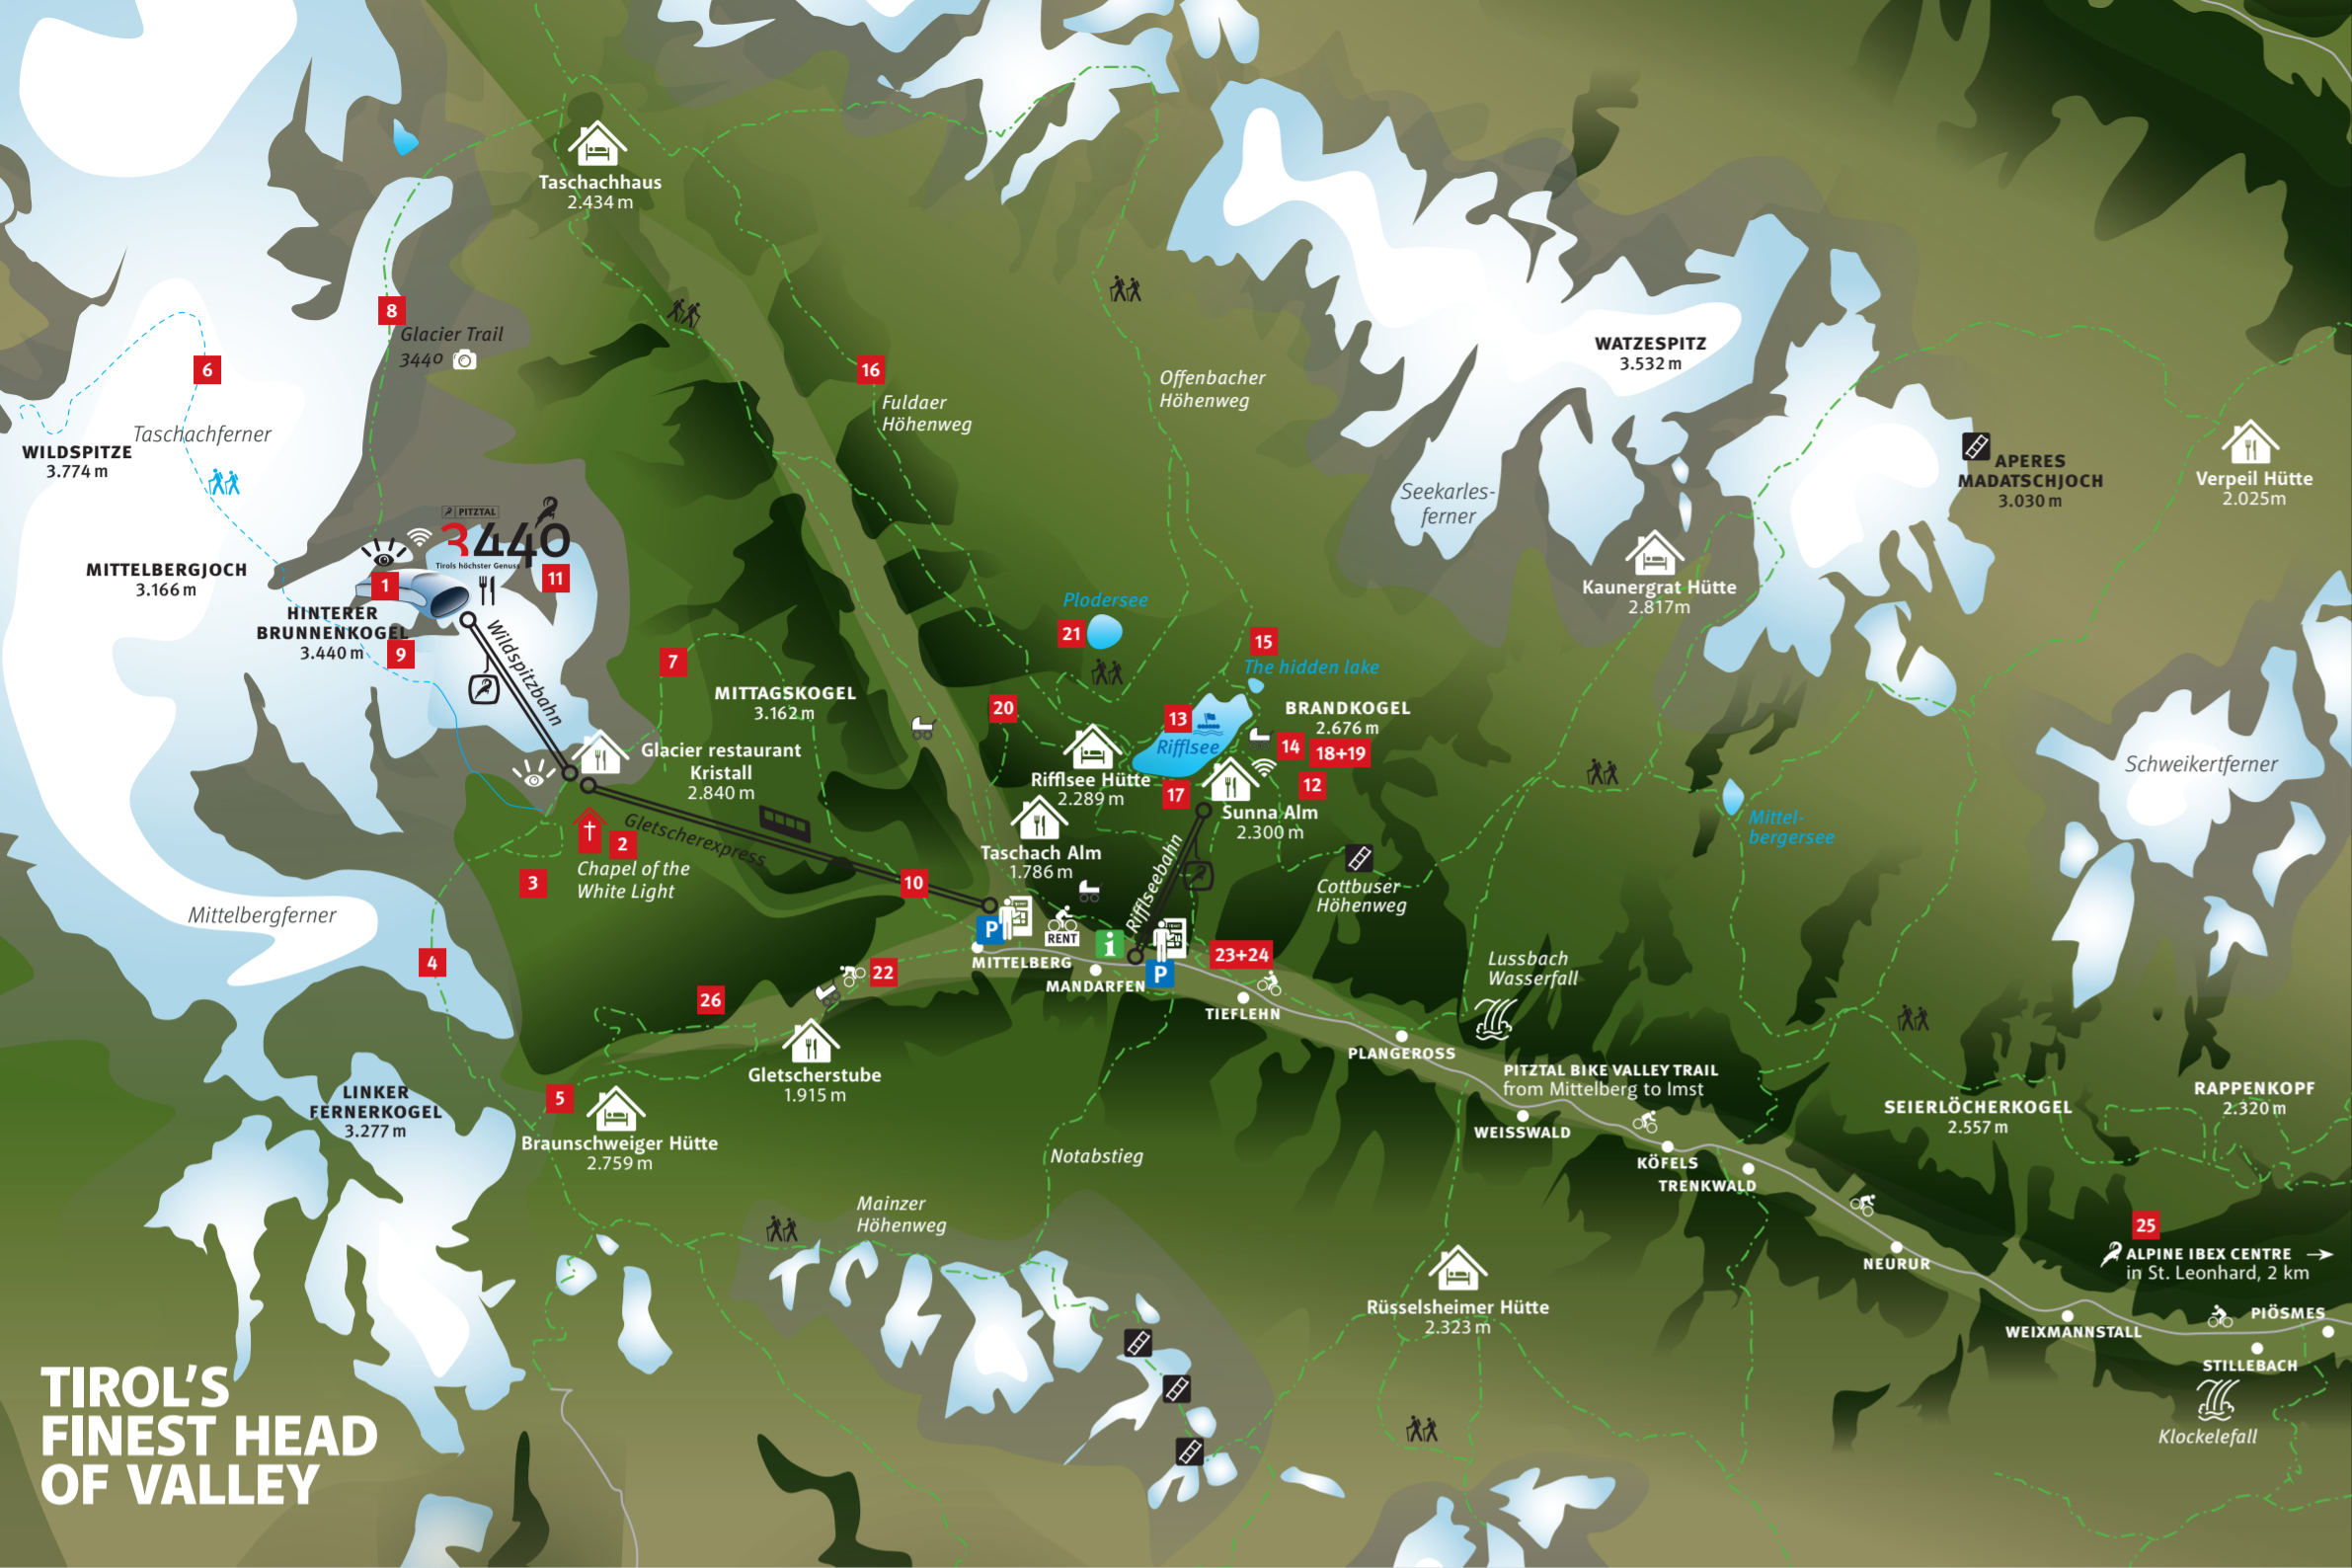 Taschachhaus
2.434 m
8
Glacier Trail
3440
6
Taschachferner
WILDSPITZE
3.774 m
16
Fuldaer
Höhenweg
Offenbacher
Höhenweg
WATZESPITZ
3.532 m
Seekarles-
ferner
APERES
MADATSCHJOCH
3.030 m
Verpeil Hütte
2.025m
Kaunergrat Hütte
2.817m
PITZTAL
3440
Tirols höchster Genuss
11
1
MITTELBERGJOCH
3.166 m
HINTERER
BRUNNENKOGEL
3.440 m
9
Wildspitzbahn
7
MITTAGSKOGEL
3.162 m
Plodersee
21
15
The hidden lake
20
13
Rifflsee
BRANDKOGEL
2.676 m
14
18+19
12
Rifflsee Hütte
2.289 m
17
Sunna Alm
2.300 m
Glacier restaurant
Kristall
2.840 m
Gletscherexpress
2
Chapel of the
White Light
3
10
Taschach Alm
1.786 m
Rifflseebahn
Cottbuser
Höhenweg
Mittel-
bergersee
Schweikertferner
Mittelbergferner
4
P
RENT
i
P
MITTELBERG
MANDARFEN
23+24
TIEFLEHN
22
26
Gletscherstube
1.915 m
Lussbach
Wasserfall
PLANGEROSS
PITZTAL BIKE VALLEY TRAIL
from Mittelberg to Imst
WEISSWALD
KÖFELS
TRENKWALD
SEIERLÖCHERKOGEL
2.557 m
RAPPENKOPF
2.320 m
LINKER
FERNERKOGEL
3.277 m
5
Braunschweiger Hütte
2.759 m
Notabstieg
Mainzer
Höhenweg
NEURUR
25
ALPINE IBEX CENTRE
in St. Leonhard, 2 km
Rüsselsheimer Hütte
2.323 m
WEIXMANNSTALL
PIÖSMES
STILLEBACH
Klockelefall
TIROL'S
FINEST HEAD
OF VALLEY